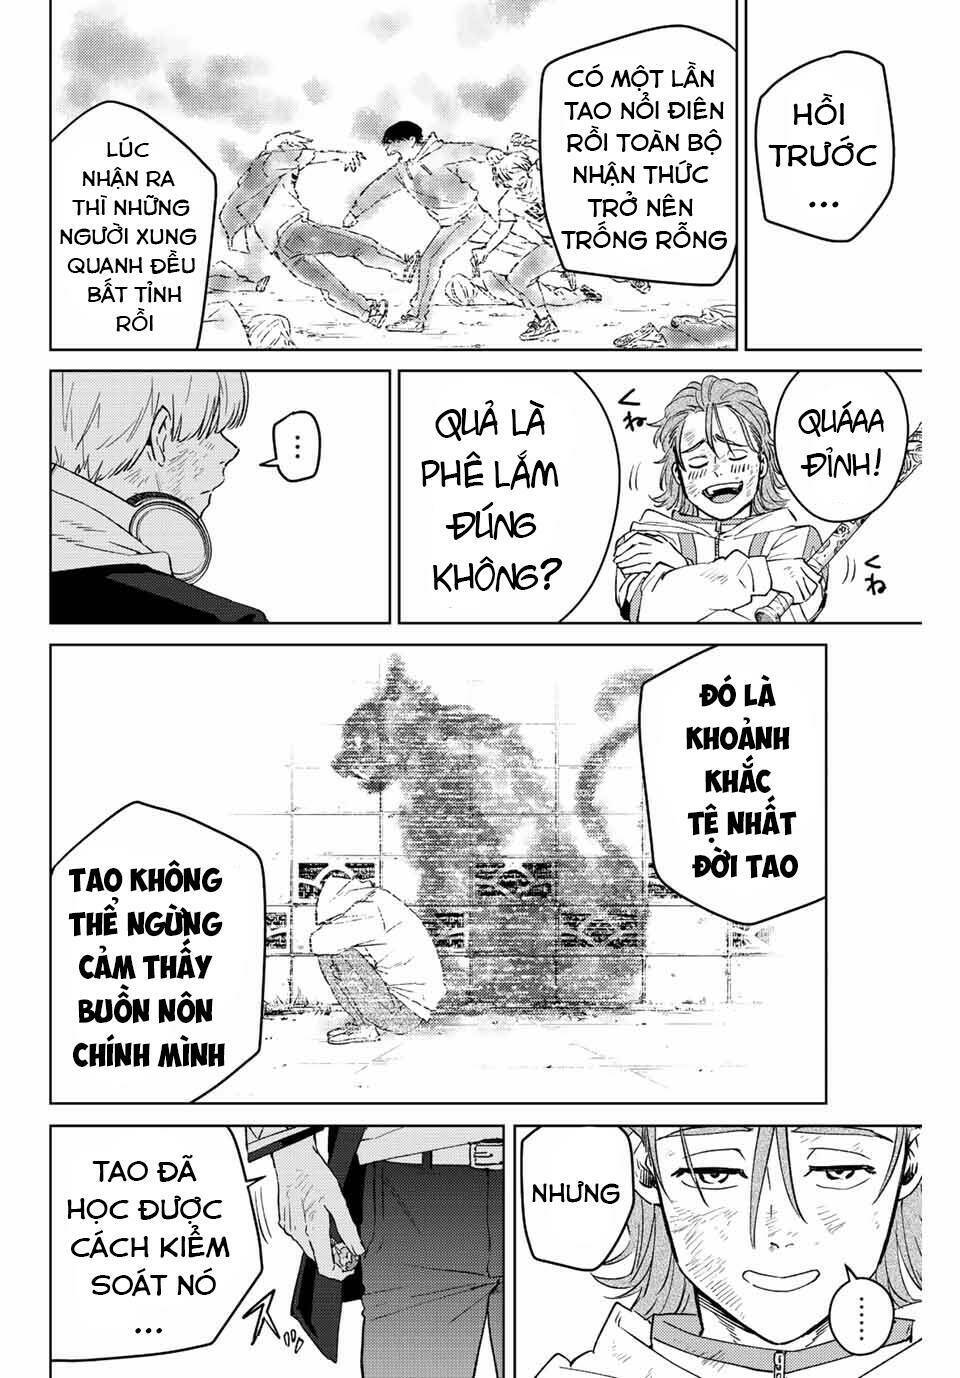 HỒI
TRƯỚC
...
CÓ MỘT LẦN
TAO NỔI ĐIÊN
RỒI TOÀN BỘ
NHẬN THỨC
TRỞ NÊN
TRỐNG RỖNG
LÚC
NHẬN RA
THÌ NHỮNG
NGƯỜI XUNG
QUANH ĐỀU
BẤT TỈNH
RỒI
QUÁAA
ĐỈNH!
くね
くね
QUẢ LÀ
PHÊ LẮM
ĐÚNG
KHÔNG?
...
ĐÓ LÀ
KHOẢNH
KHẮC
TỆ NHẤT
ĐỜI TAO
TAO KHÔNG
THỂ NGỪNG
CẢM THẤY
BUỒN NÔN
CHÍNH MÌNH
NHƯNG
......
TAO ĐÃ
HỌC ĐƯỢC
CÁCH KIỂM
SOÁT NÓ
...